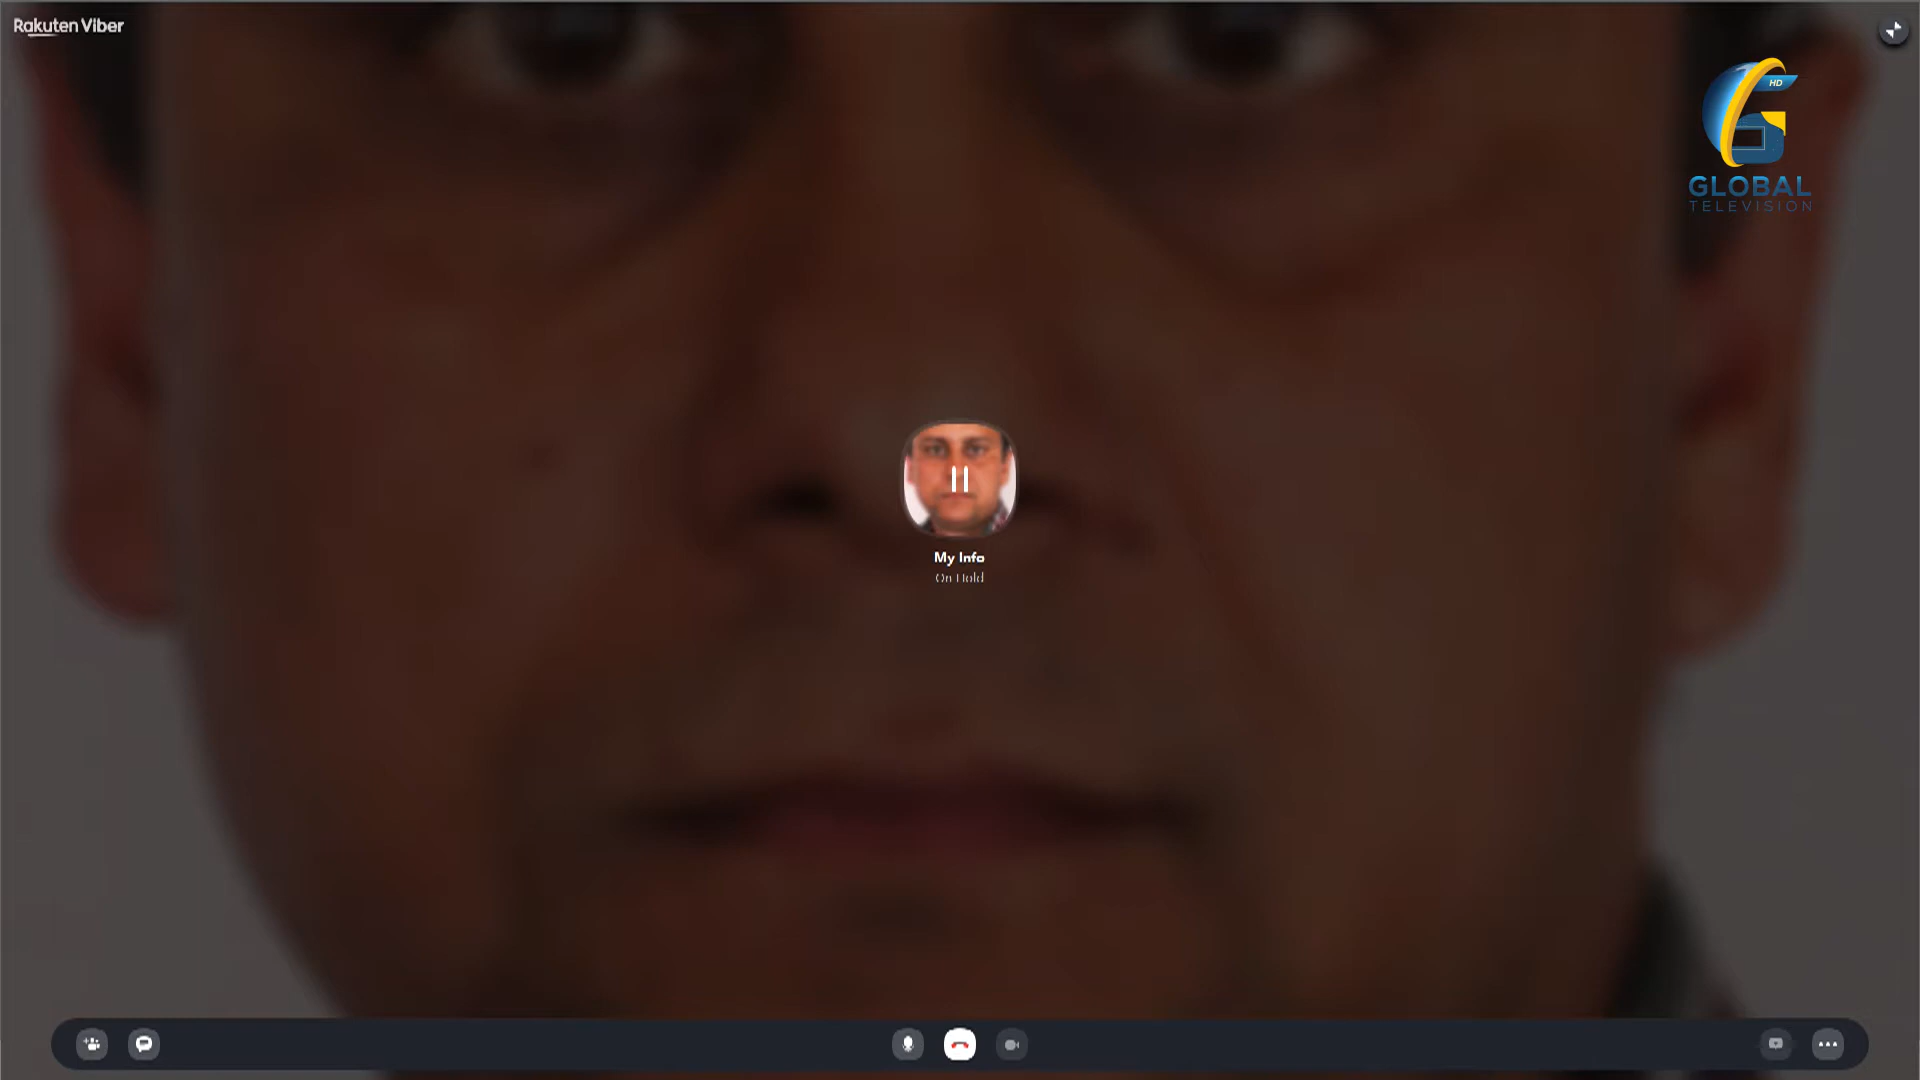 Rakuten Viber
HD
GLOBAL
TELEVISION
My Info
On Hold